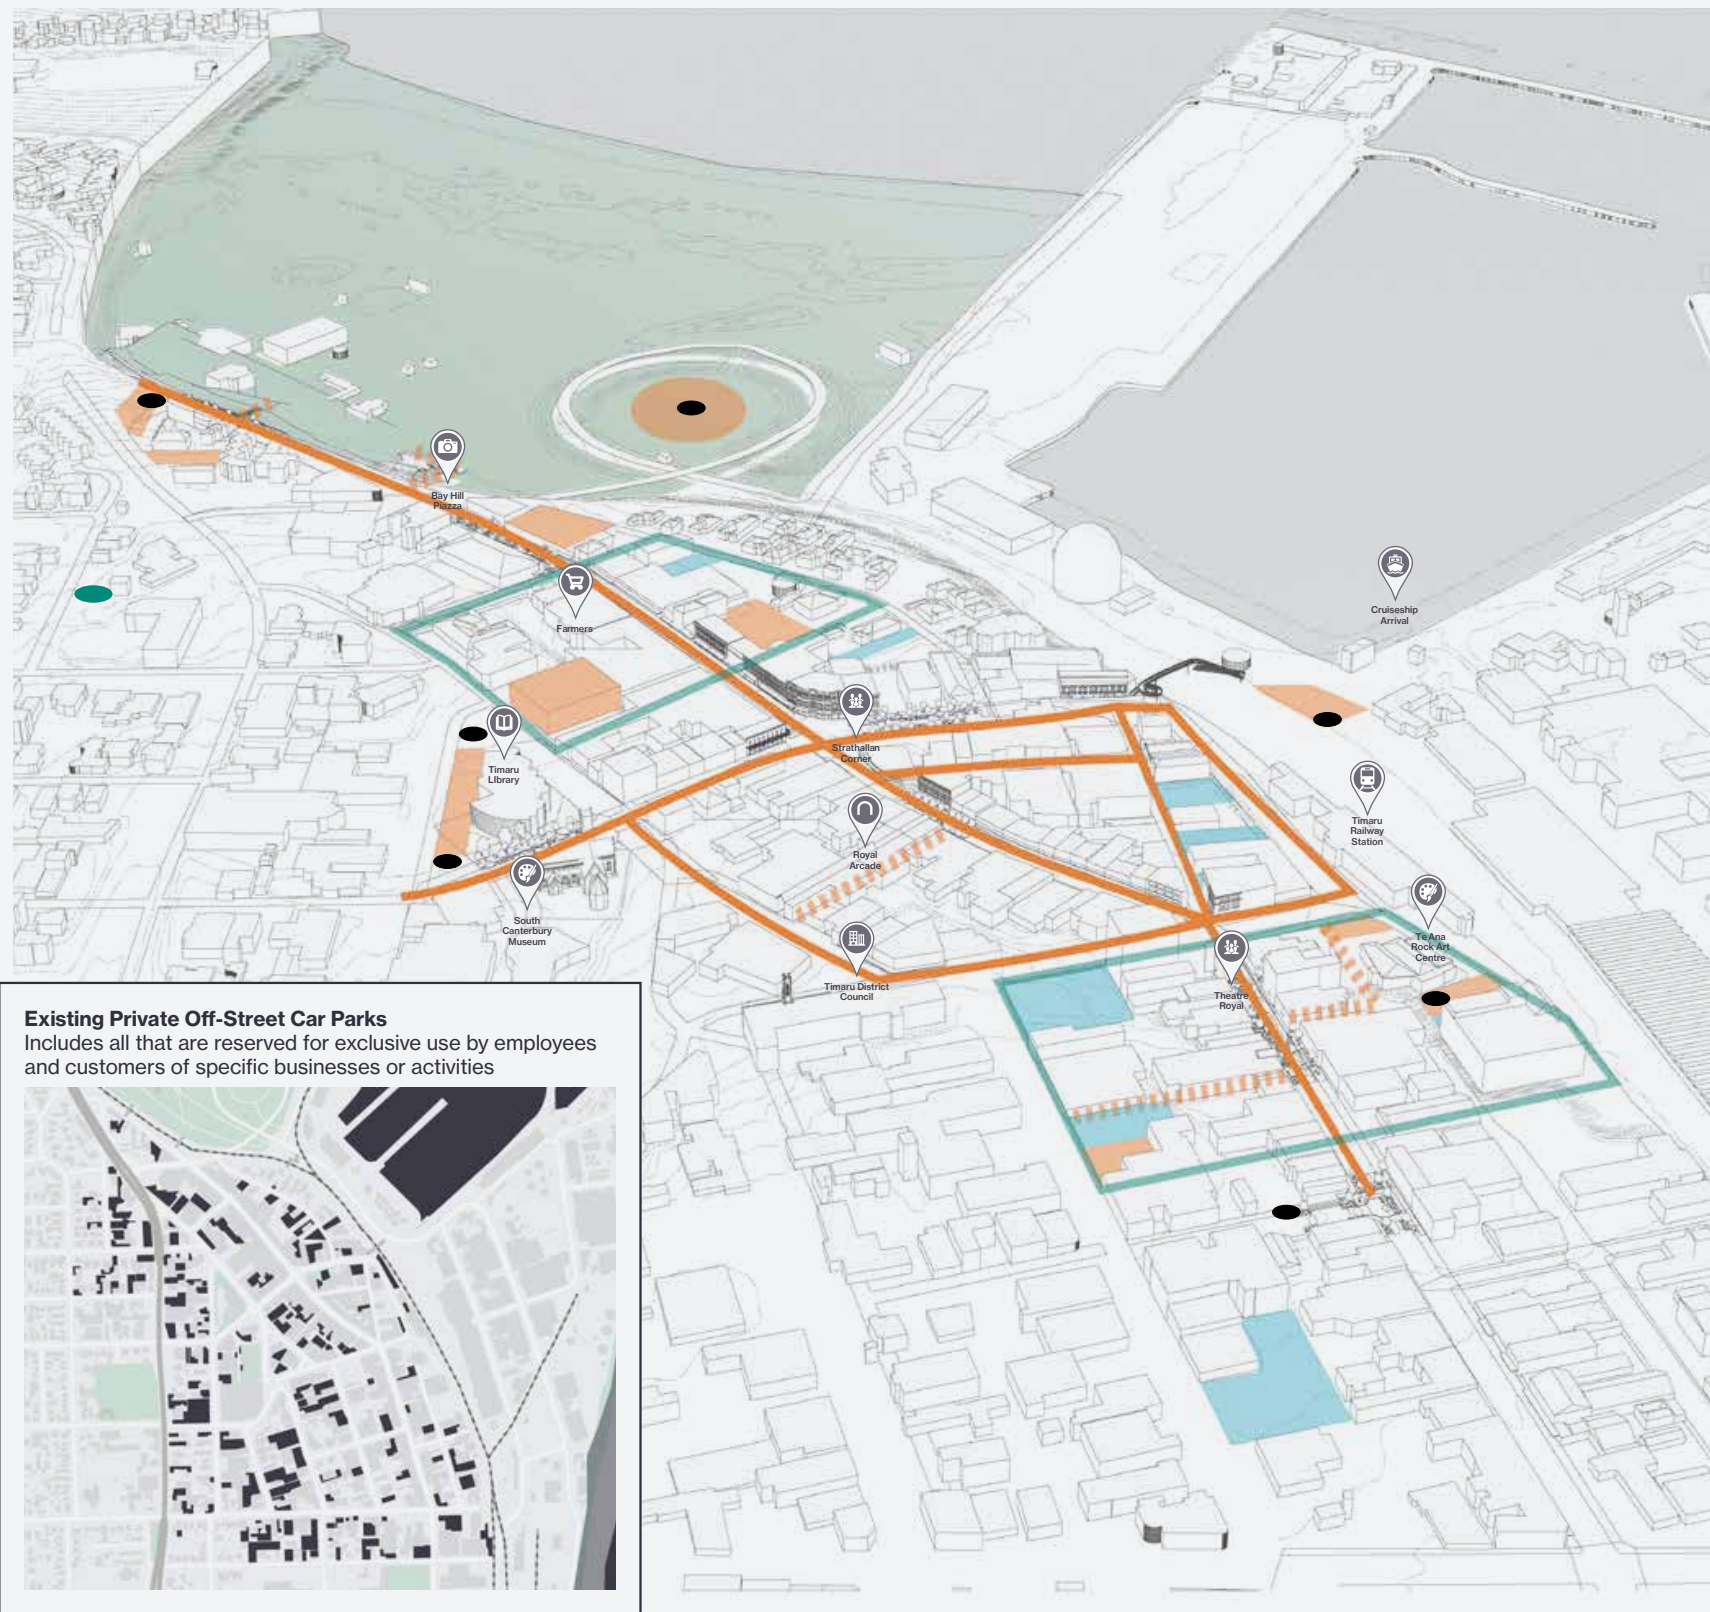 Bay Hill
Piazza
Farmers
Cruiseship
Arrival
Strathallan
Corner
Timaru
Library
Timaru
Railway
Station
Royal
Arcade
South
Canterbury
Museum
Te Ana
Rock Art
Centre
Timaru District
Council
Theatre
Royal
Existing Private Off-Street Car Parks
Includes all that are reserved for exclusive use by employees
and customers of specific businesses or activities